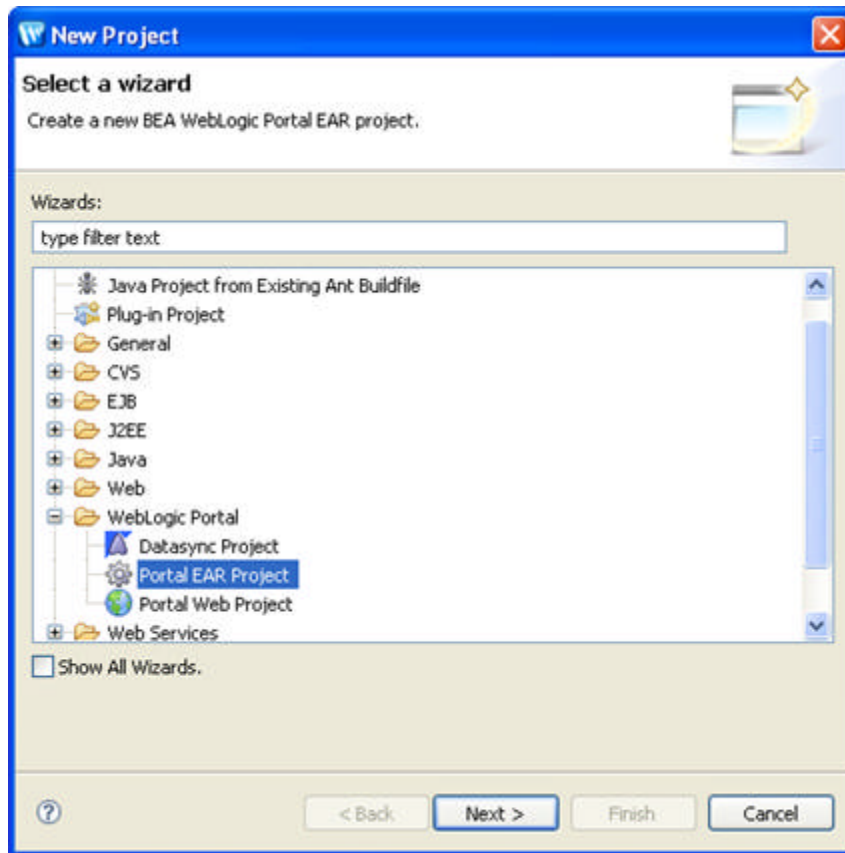 New Project
Select a wizard
Create a new BEA WebLogic Portal EAR project.
Wizards:
type filter text
Java Project from Existing Ant Buildfile
Plug-in Project
General
CVS
EJB
J2EE
Java
Web
WebLogic Portal
Datasync Project
Portal EAR Project
Portal Web Project
Web Services
Show All Wizards.
? < Back Next > Finish Cancel